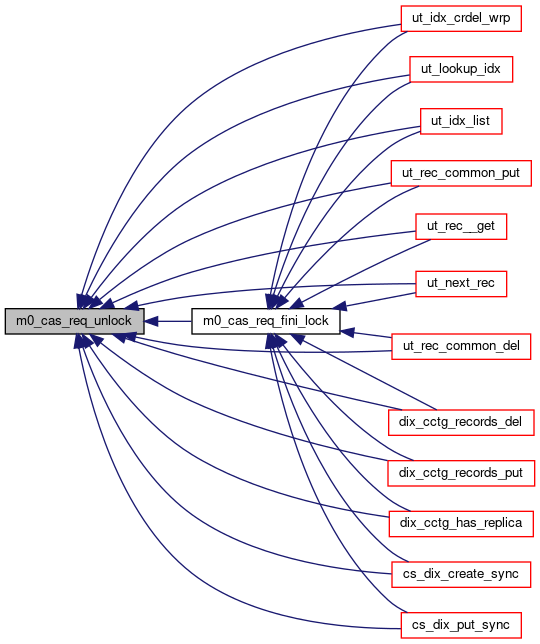 ut_idx_crdel_wrp
ut_lookup_idx
ut_idx_list
ut_rec_common_put
ut_rec__get
ut_next_rec
m0_cas_req_unlock
m0_cas_req_fini_lock
ut_rec_common_del
dix_cctg_records_del
dix_cctg_records_put
dix_cctg_has_replica
cs_dix_create_sync
cs_dix_put_sync